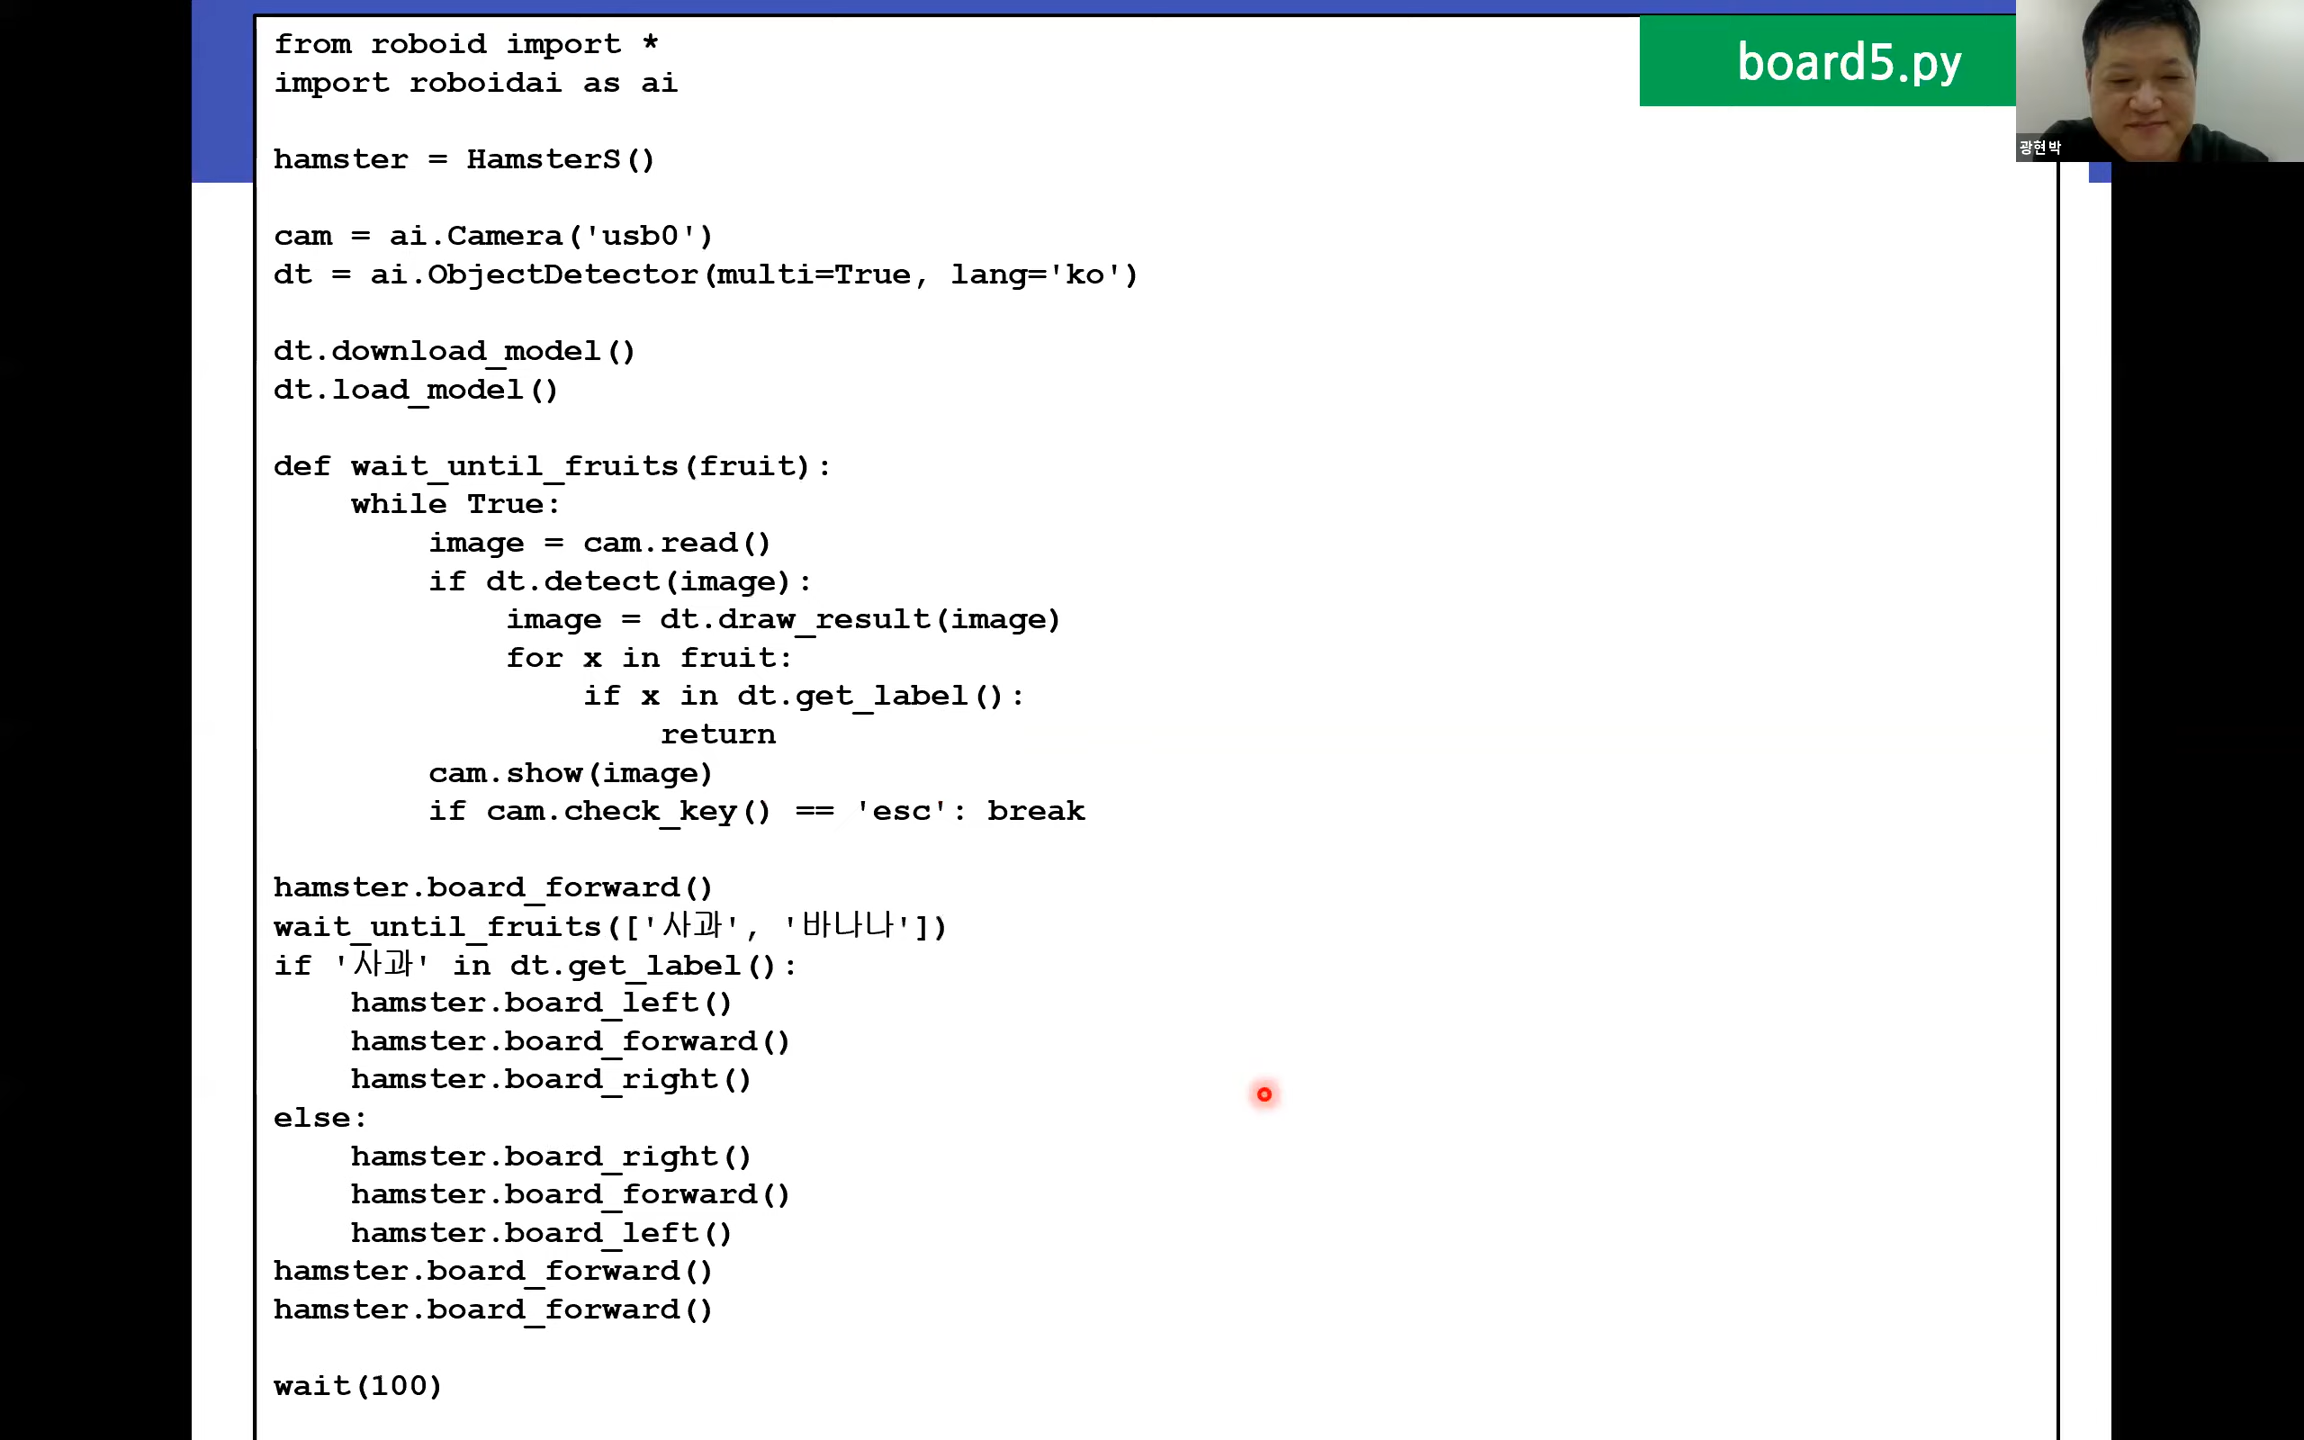 from roboid import *
import roboidai as ai
board5.py
광현박
hamster = HamsterS()
cam = ai.Camera('usb0')
dt = ai.ObjectDetector(multi=True, lang='ko')
dt.download_model()
dt.load_model()
def wait_until_fruits(fruit):
    while True:
        image = cam.read()
        if dt.detect(image):
            image = dt.draw_result(image)
            for x in fruit:
                if x in dt.get_label():
                    return
        cam.show(image)
        if cam.check_key() == 'esc': break
hamster.board_forward()
wait_until_fruits(['사과', '바나나'])
if '사과' in dt.get_label():
    hamster.board_left()
    hamster.board_forward()
    hamster.board_right()
else:
    hamster.board_right()
    hamster.board_forward()
    hamster.board_left()
hamster.board_forward()
hamster.board_forward()
wait(100)